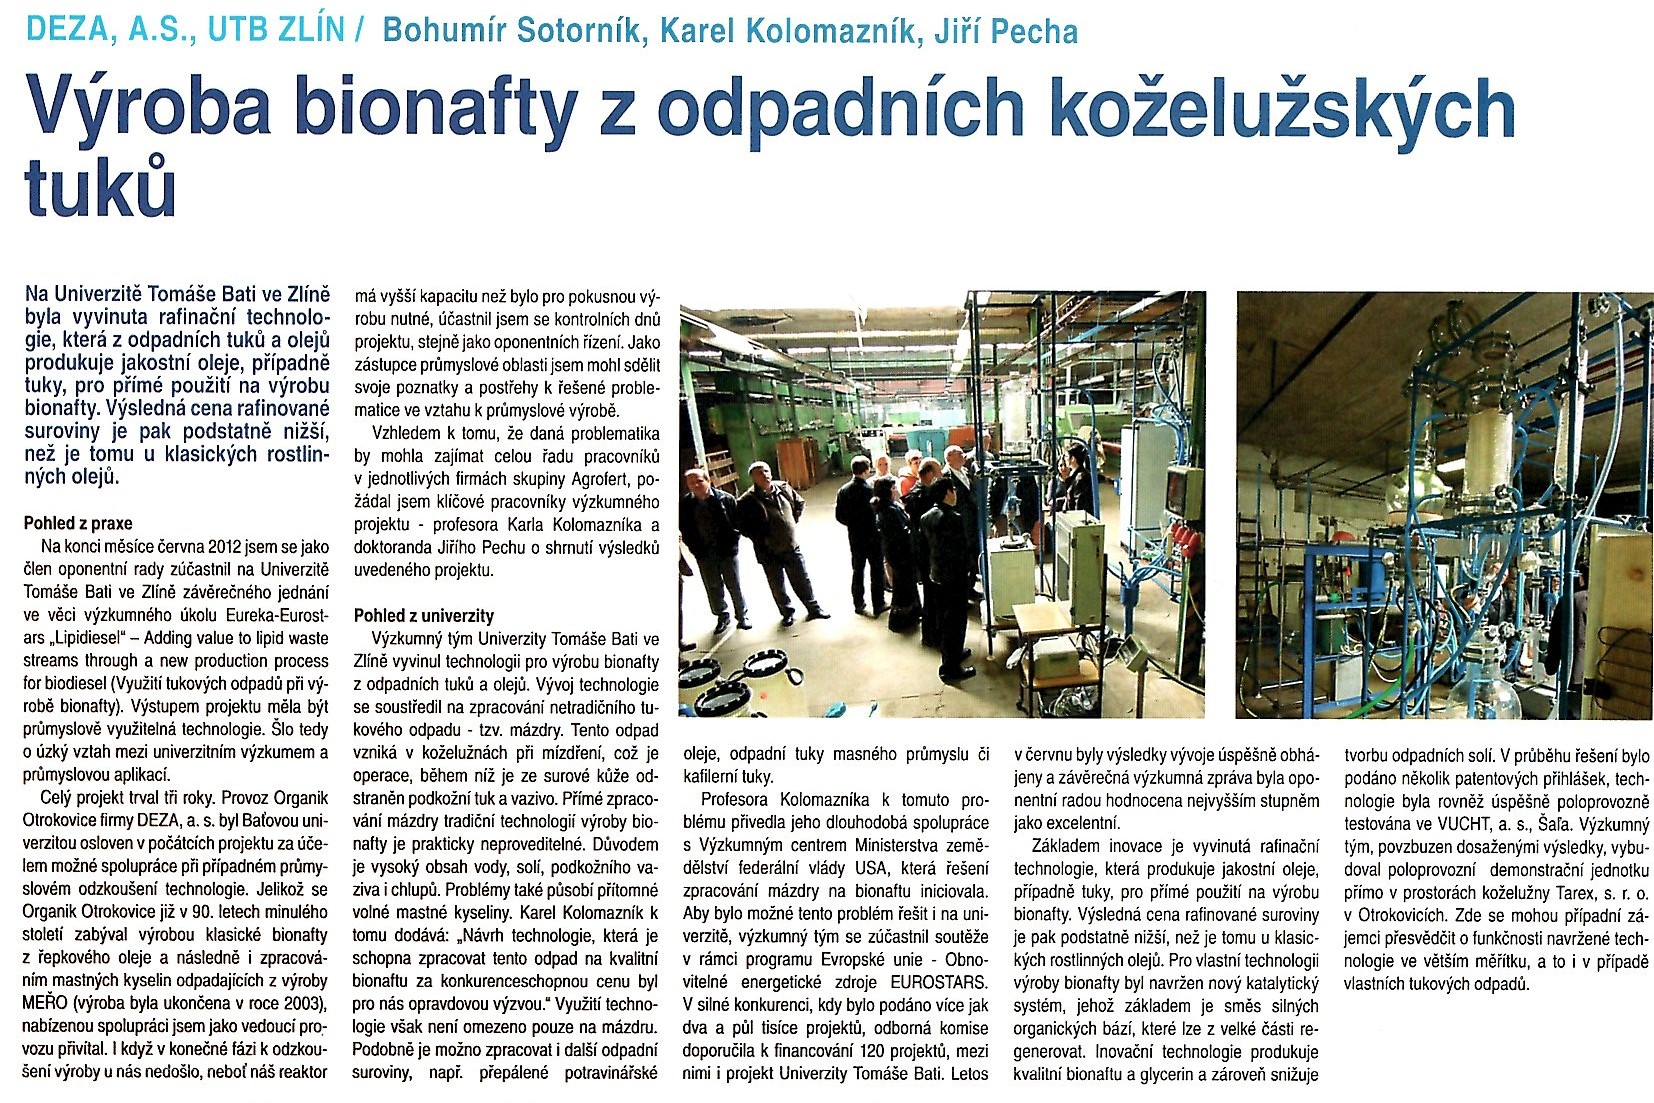 DEZA, A.S., UTB ZLÍN / Bohumír Sotorník, Karel Kolomazník, Jiří Pecha
Výroba bionafty z odpadních koželužských
tuků
Na Univerzitě Tomáše Bati ve Zlíně
byla vyvinuta rafinační technolo-
gie, která z odpadních tuků a olejů
produkuje jakostní oleje, případně
tuky, pro přímé použití na výrobu
bionafty. Výsledná cena rafinované
suroviny je pak podstatně nižší,
než je tomu u klasických rostlin-
ných olejů.
Pohled z praxe
Na konci měsíce června 2012 jsem se jako
člen oponentní rady zúčastnil na Univerzitě
Tomáše Bati ve Zlíně závěrečného jednání
ve věci výzkumného úkolu Eureka-Eurost-
ars „Lipidiesel“ – Adding value to lipid waste
streams through a new production process
for biodiesel (Využití tukových odpadů při vý-
robě bionafty). Výstupem projektu měla být
průmyslově využitelná technologie. Šlo tedy
o úzký vztah mezi univerzitním výzkumem a
průmyslovou aplikací.
Celý projekt trval tři roky. Provoz Organik
Otrokovice firmy DEZA, a. s. byl Baťovou uni-
verzitou osloven v počátcích projektu za úče-
lem možné spolupráce při případném průmy-
slovém odzkoušení technologie. Jelikož se
Organik Otrokovice již v 90. letech minulého
století zabýval výrobou klasické bionafty
z řepkového oleje a následně i zpracová-
ním mastných kyselin odpadajících z výroby
MEŘO (výroba byla ukončena v roce 2003),
nabízenou spolupráci jsem jako vedoucí pro-
vozu přivítal. I když v konečné fázi k odzkou-
šení výroby u nás nedošlo, neboť náš reaktor
má vyšší kapacitu než bylo pro pokusnou vý-
robu nutné, účastnil jsem se kontrolních dnů
projektu, stejně jako oponentních řízení. Jako
zástupce průmyslové oblasti jsem mohl sdělit
svoje poznatky a postřehy k řešené proble-
matice ve vztahu k průmyslové výrobě.
Vzhledem k tomu, že daná problematika
by mohla zajímat celou řadu pracovníků
v jednotlivých firmách skupiny Agrofert, po-
žádal jsem klíčové pracovníky výzkumného
projektu - profesora Karla Kolomazníka a
doktoranda Jiřího Pechu o shrnutí výsledků
uvedeného projektu.
Pohled z univerzity
Výzkumný tým Univerzity Tomáše Bati ve
Zlíně vyvinul technologii pro výrobu bionafty
z odpadních tuků a olejů. Vývoj technologie
se soustředil na zpracování netradičního tu-
kového odpadu - tzv. mázdry. Tento odpad
vzniká v koželužnách při mízdření, což je
operace, během níž je ze surové kůže od-
straněn podkožní tuk a vazivo. Přímé zpraco-
vání mázdry tradiční technologií výroby bio-
nafty je prakticky neproveditelné. Důvodem
je vysoký obsah vody, solí, podkožního va-
ziva i chlupů. Problémy také působí přítomné
volné mastné kyseliny. Karel Kolomazník k
tomu dodává: „Návrh technologie, která je
schopna zpracovat tento odpad na kvalitní
bionaftu za konkurenceschopnou cenu byl
pro nás opravdovou výzvou.“ Využití techno-
logie však není omezeno pouze na mázdru.
Podobně je možno zpracovat i další odpadní
suroviny, např. přepálené potravinářské
oleje, odpadní tuky masného průmyslu či
kafilerní tuky.
Profesora Kolomazníka k tomuto pro-
blému přivedla jeho dlouhodobá spolupráce
s Výzkumným centrem Ministerstva země-
dělství federální vlády USA, která řešení
zpracování mázdry na bionaftu iniciovala.
Aby bylo možné tento problém řešit i na uni-
verzitě, výzkumný tým se zúčastnil soutěže
v rámci programu Evropské unie - Obno-
vitelné energetické zdroje EUROSTARS.
V silné konkurenci, kdy bylo podáno více jak
dva a půl tisíce projektů, odborná komise
doporučila k financování 120 projektů, mezi
nimi i projekt Univerzity Tomáše Bati. Letos
v červnu byly výsledky vývoje úspěšně obhá-
jeny a závěrečná výzkumná zpráva byla opo-
nentní radou hodnocena nejvyšším stupněm
jako excelentní.
Základem inovace je vyvinutá rafinační
technologie, která produkuje jakostní oleje,
případně tuky, pro přímé použití na výrobu
bionafty. Výsledná cena rafinované suroviny
je pak podstatně nižší, než je tomu u klasic-
kých rostlinných olejů. Pro vlastní technologii
výroby bionafty byl navržen nový katalytický
systém, jehož základem je směs silných
organických bází, které lze z velké části re-
generovat. Inovační technologie produkuje
kvalitní bionaftu a glycerin a zároveň snižuje
tvorbu odpadních solí. V průběhu řešení bylo
podáno několik patentových přihlášek, tech-
nologie byla rovněž úspěšně poloprovozně
testována ve VUCHT, a. s., Šaľa. Výzkumný
tým, povzbuzen dosaženými výsledky, vybu-
doval poloprovozní demonstrační jednotku
přímo v prostorách koželužny Tarex, s. r. o.
v Otrokovicích. Zde se mohou případní zá-
jemci přesvědčit o funkčnosti navržené tech-
nologie ve větším měřítku, a to i v případě
vlastních tukových odpadů.